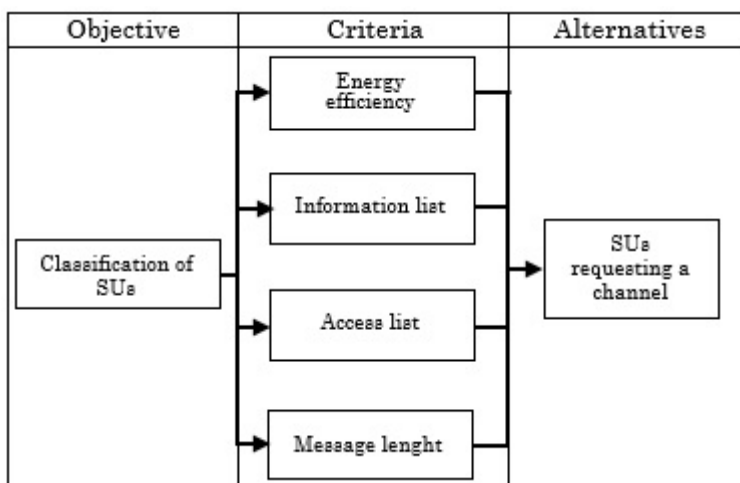 Objective
Criteria
Alternatives
Classification of
SUs
Energy
efficiency
Information list
Access list
Message lenght
SUs
requesting a
channel